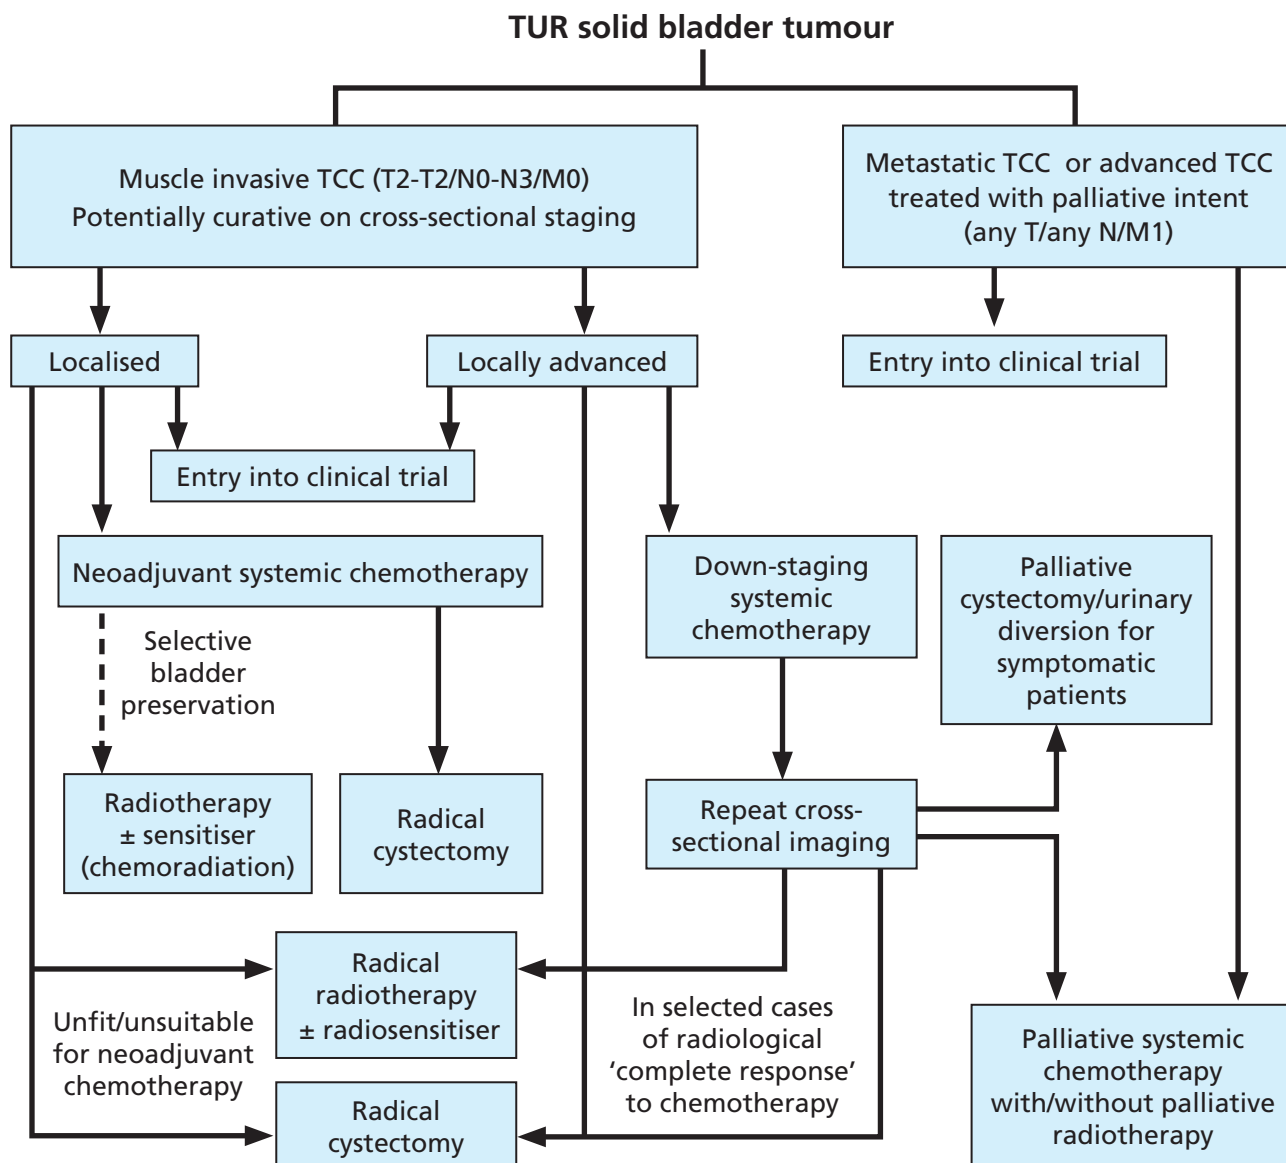 TUR solid bladder tumour
Muscle invasive TCC (T2-T2/N0-N3/M0)
Potentially curative on cross-sectional staging
Metastatic TCC or advanced TCC
treated with palliative intent
(any T/any N/M1)
Localised
Locally advanced
Entry into clinical trial
Entry into clinical trial
Neoadjuvant systemic chemotherapy
Down-staging
systemic
chemotherapy
Palliative
cystectomy/urinary
diversion for
symptomatic
patients
Selective
bladder
preservation
Radiotherapy
± sensitiser
(chemoradiation)
Radical
cystectomy
Repeat cross-
sectional imaging
Radical
radiotherapy
± radiosensitiser
Unfit/unsuitable
for neoadjuvant
chemotherapy
In selected cases
of radiological
‘complete response’
to chemotherapy
Palliative systemic
chemotherapy
with/without palliative
radiotherapy
Radical
cystectomy